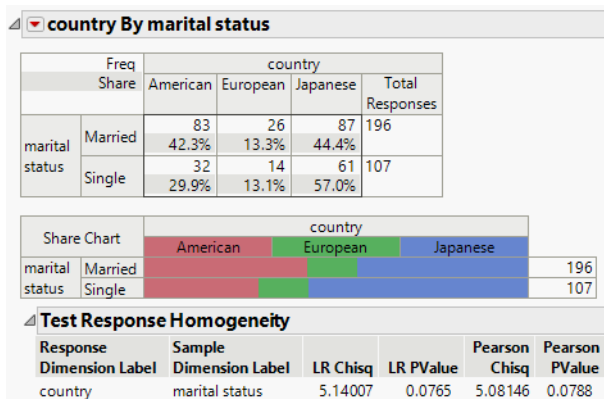 country By marital status
Freq country
Share American European Japanese Total Responses
marital status Married 83 26 87 196
42.3% 13.3% 44.4%
Single 32 14 61 107
29.9% 13.1% 57.0%
Share Chart country
American European Japanese
marital status Married 196
Single 107
Test Response Homogeneity
Response Dimension Label Sample Dimension Label LR Chisq LR PValue Pearson Chisq Pearson PValue
country marital status 5.14007 0.0765 5.08146 0.0788